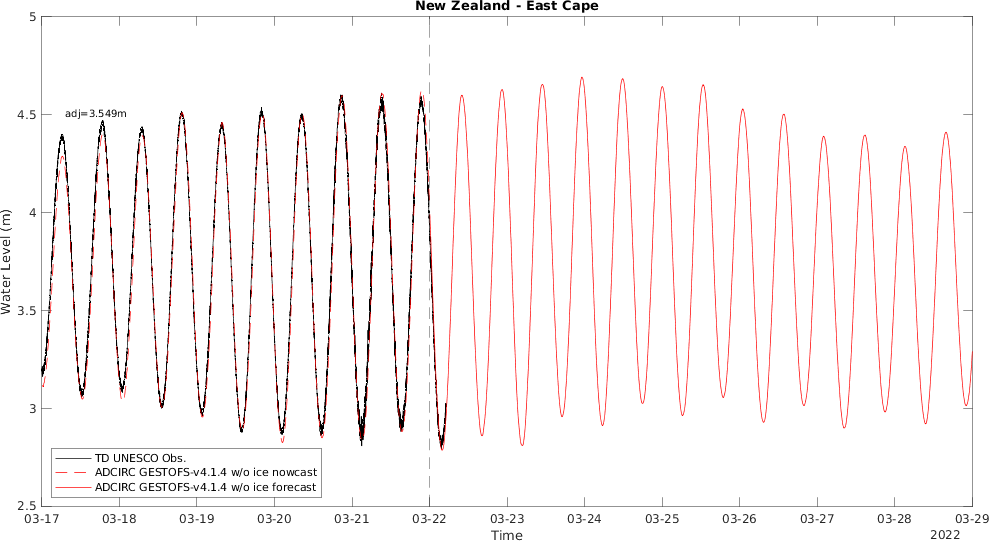 New Zealand - East Cape
Water Level (m)
5
4.5
4
3.5
3
2.5
adj=3.549m
TD UNESCO Obs.
ADCIRC GESTOFS-v4.1.4 w/o ice nowcast
ADCIRC GESTOFS-v4.1.4 w/o ice forecast
03-17 03-18 03-19 03-20 03-21 03-22 03-23 03-24 03-25 03-26 03-27 03-28 03-29
Time
2022